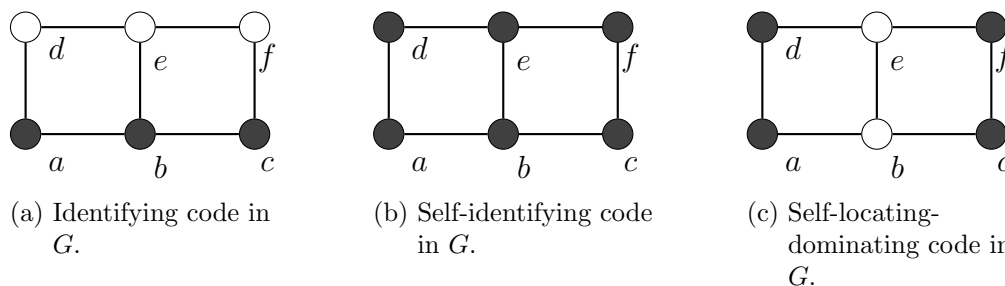 d e f
a b c
(a) Identifying code in
G.
d e f
a b c
(b) Self-identifying code
in G.
d e f
a b c
(c) Self-locating-
dominating code in
G.